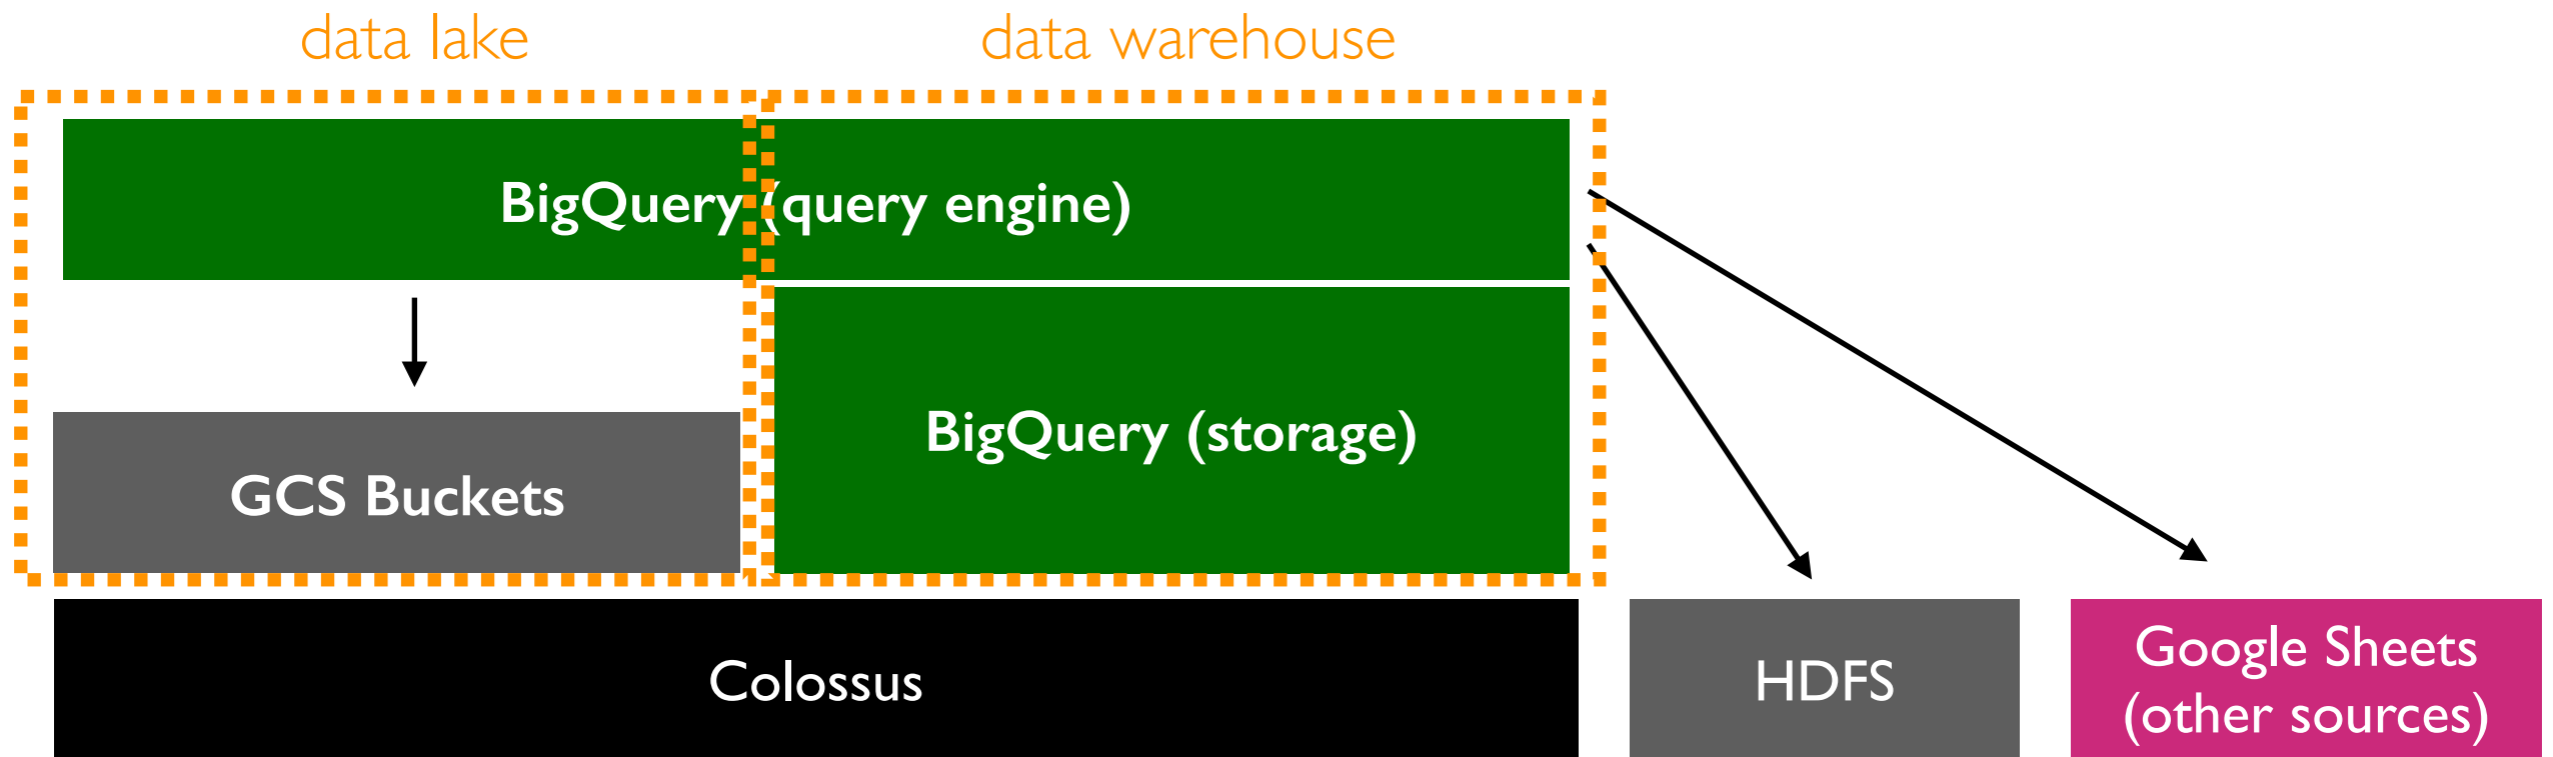 data lake
data warehouse
BigQuery (query engine)
BigQuery (storage)
GCS Buckets
Colossus
HDFS
Google Sheets
(other sources)